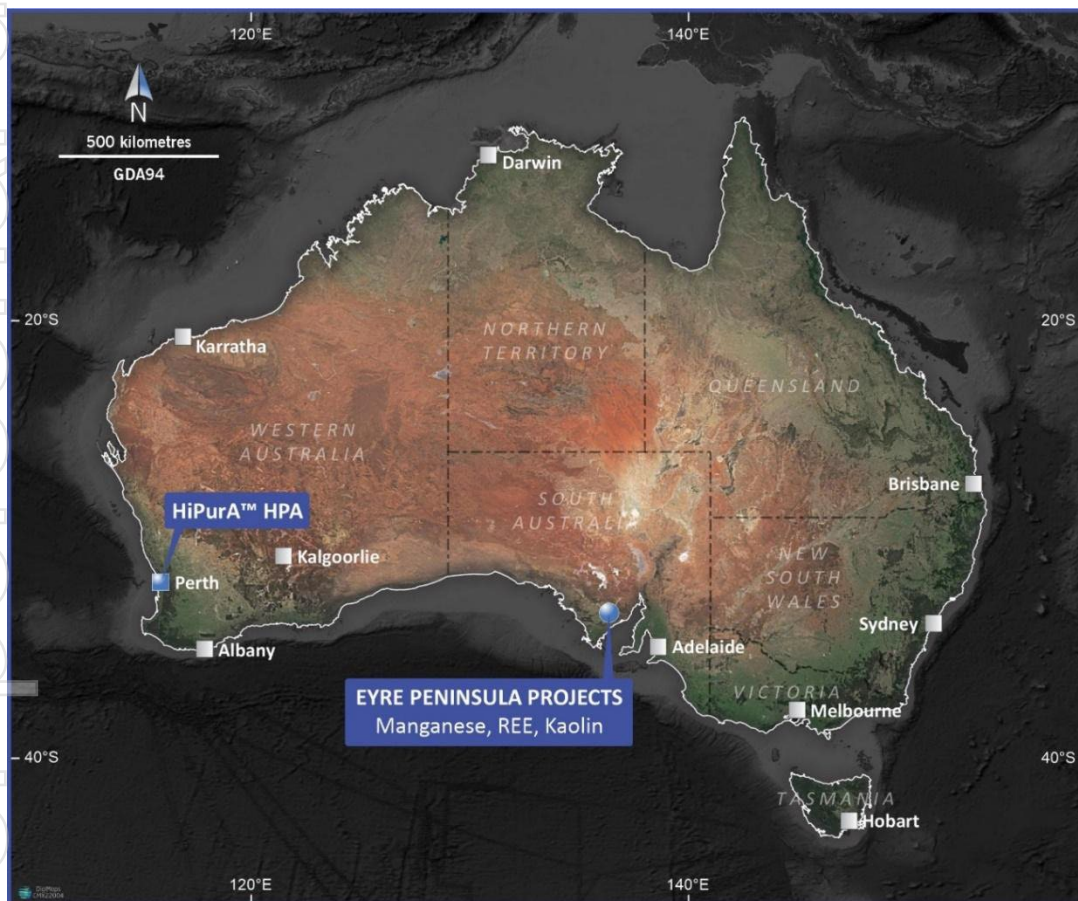 120°E
140°E
N
500 kilometres
GDA94
Darwin
20°S
20°S
Karratha
NORTHERN
TERRITORY
QUEENSLAND
WESTERN
AUSTRALIA
Brisbane
HiPurA™ HPA
SOUTH
AUSTRALIA
Kalgoorlie
NEW
SOUTH
WALES
Perth
Sydney
Albany
Adelaide
EYRE PENINSULA PROJECTS
Manganese, REE, Kaolin
VICTORIA
Melbourne
40°S
40°S
TASMANIA
Hobart
120°E
140°E